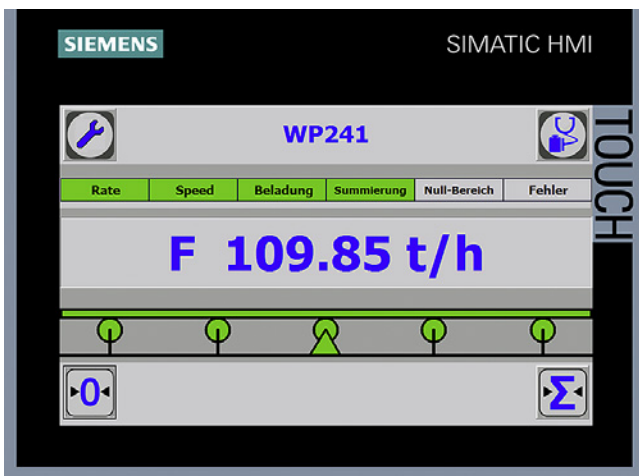 SIEMENS
SIMATIC HMI
TOUCH
WP241
Rate Speed Beladung Summierung Null-Bereich Fehler
F 109.85 t/h
0
Σ